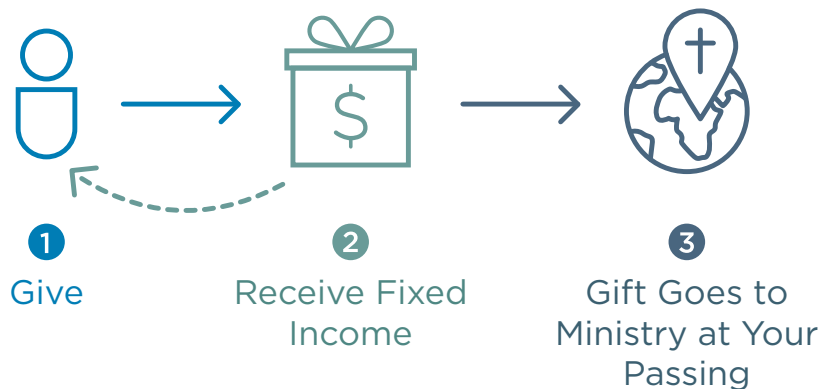 $
1
Give
2
Receive Fixed
Income
3
Gift Goes to
Ministry at Your
Passing